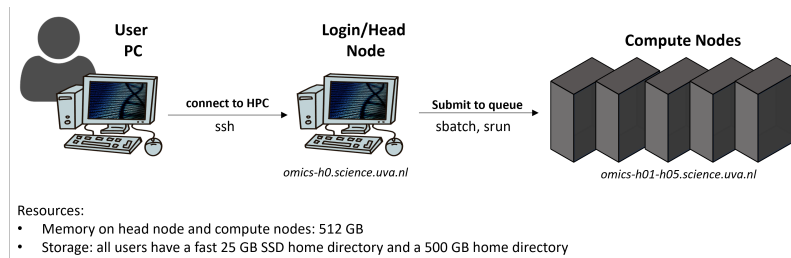 User
PC
Login/Head
Node
Compute Nodes
connect to HPC
ssh
Submit to queue
sbatch, srun
omics-h0.science.uva.nl
omics-h01-h05.science.uva.nl
Resources:
• Memory on head node and compute nodes: 512 GB
• Storage: all users have a fast 25 GB SSD home directory and a 500 GB home directory